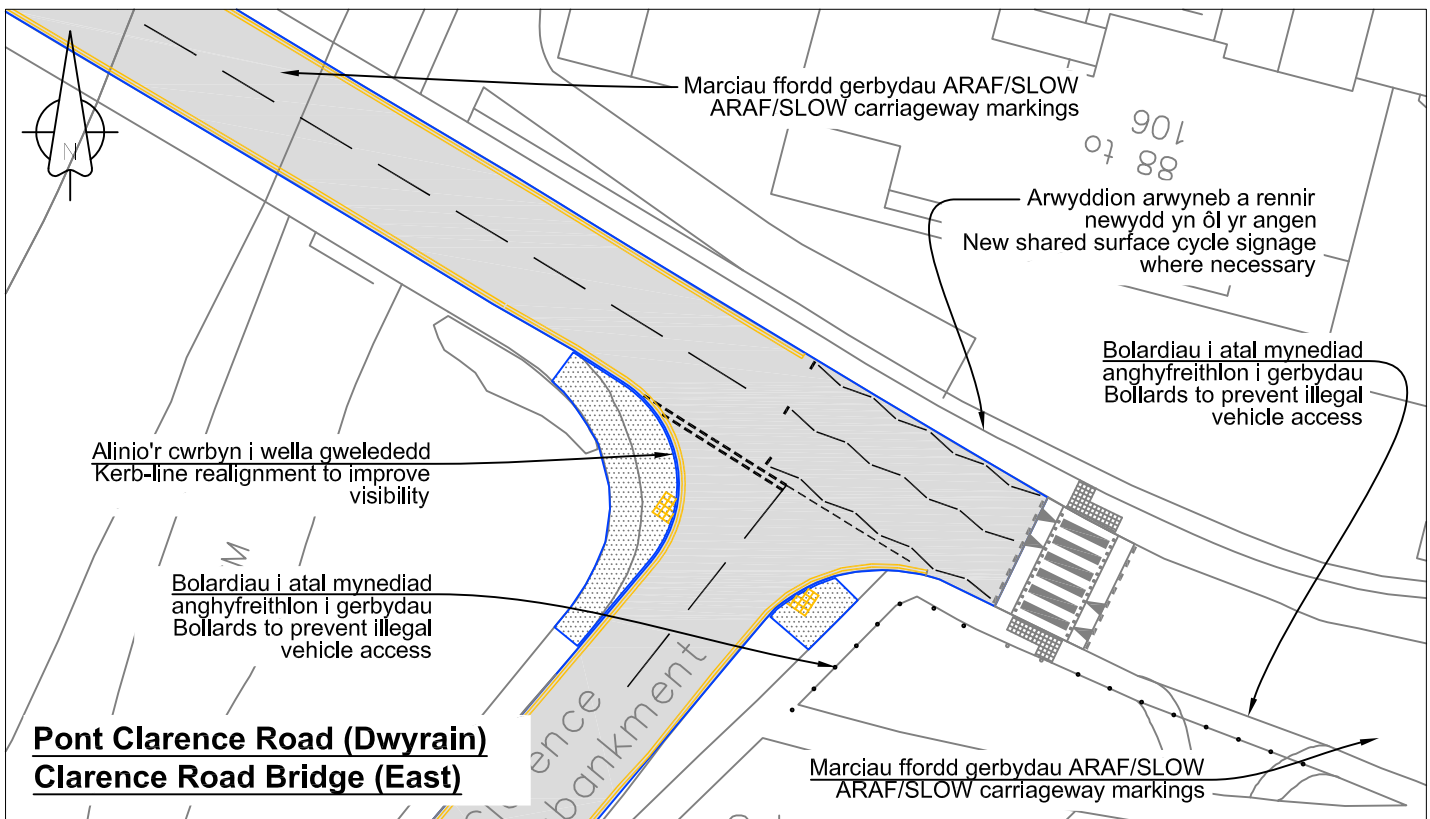 N
Marciau ffordd gerbydau ARAF/SLOW
ARAF/SLOW carriageway markings
88 to
106
Arwyddion arwyneb a rennir
newydd yn ôl yr angen
New shared surface cycle signage
where necessary
Bolardiau i atal mynediad
anghyfreithlon i gerbydau
Bollards to prevent illegal
vehicle access
Alinio'r cwrbyn i wella gwelededd
Kerb-line realignment to improve
visibility
M
Bolardiau i atal mynediad
anghyfreithlon i gerbydau
Bollards to prevent illegal
vehicle access
Pont Clarence Road (Dwyrain)
Clarence Road Bridge (East)
Marciau ffordd gerbydau ARAF/SLOW
ARAF/SLOW carriageway markings